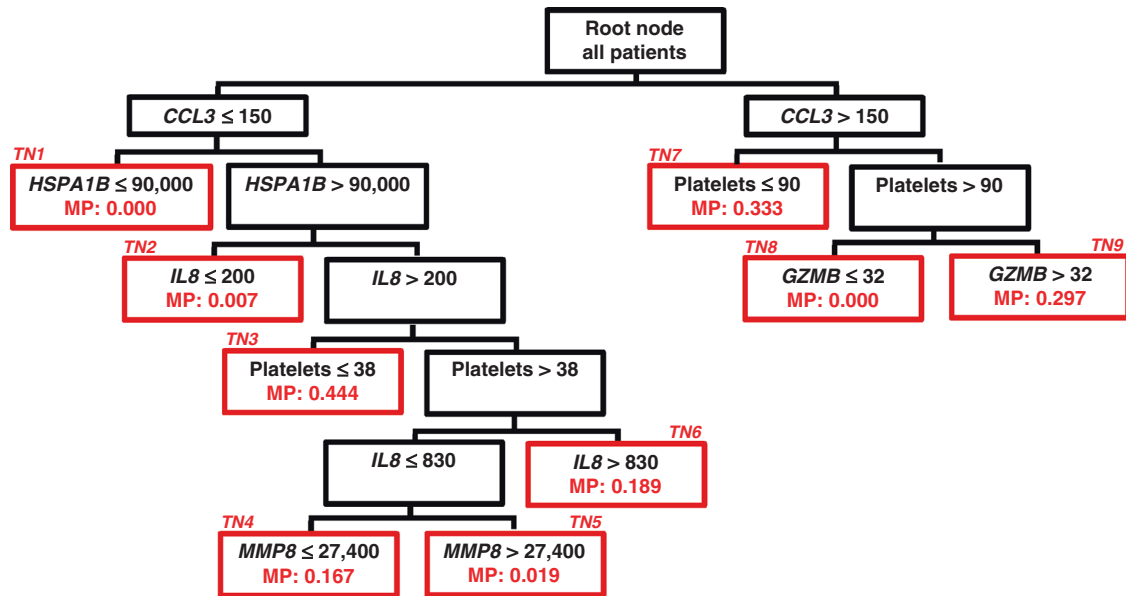 Root node
all patients
CCL3 ≤ 150
CCL3 > 150
TN1
HSPA1B ≤ 90,000
MP: 0.000
HSPA1B > 90,000
TN7
Platelets ≤ 90
MP: 0.333
Platelets > 90
TN2
IL8 ≤ 200
MP: 0.007
IL8 > 200
TN8
GZMB ≤ 32
MP: 0.000
TN9
GZMB > 32
MP: 0.297
TN3
Platelets ≤ 38
MP: 0.444
Platelets > 38
IL8 ≤ 830
TN6
IL8 > 830
MP: 0.189
TN4
MMP8 ≤ 27,400
MP: 0.167
TN5
MMP8 > 27,400
MP: 0.019